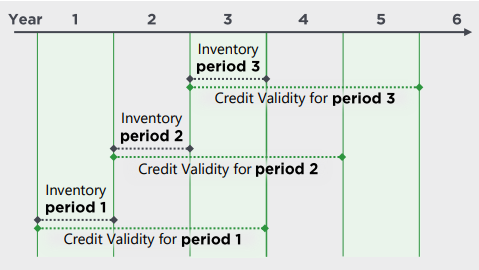 Year 1 2 3 4 5 6
Inventory
period 3
Credit Validity for period 3
Inventory
period 2
Credit Validity for period 2
Inventory
period 1
Credit Validity for period 1